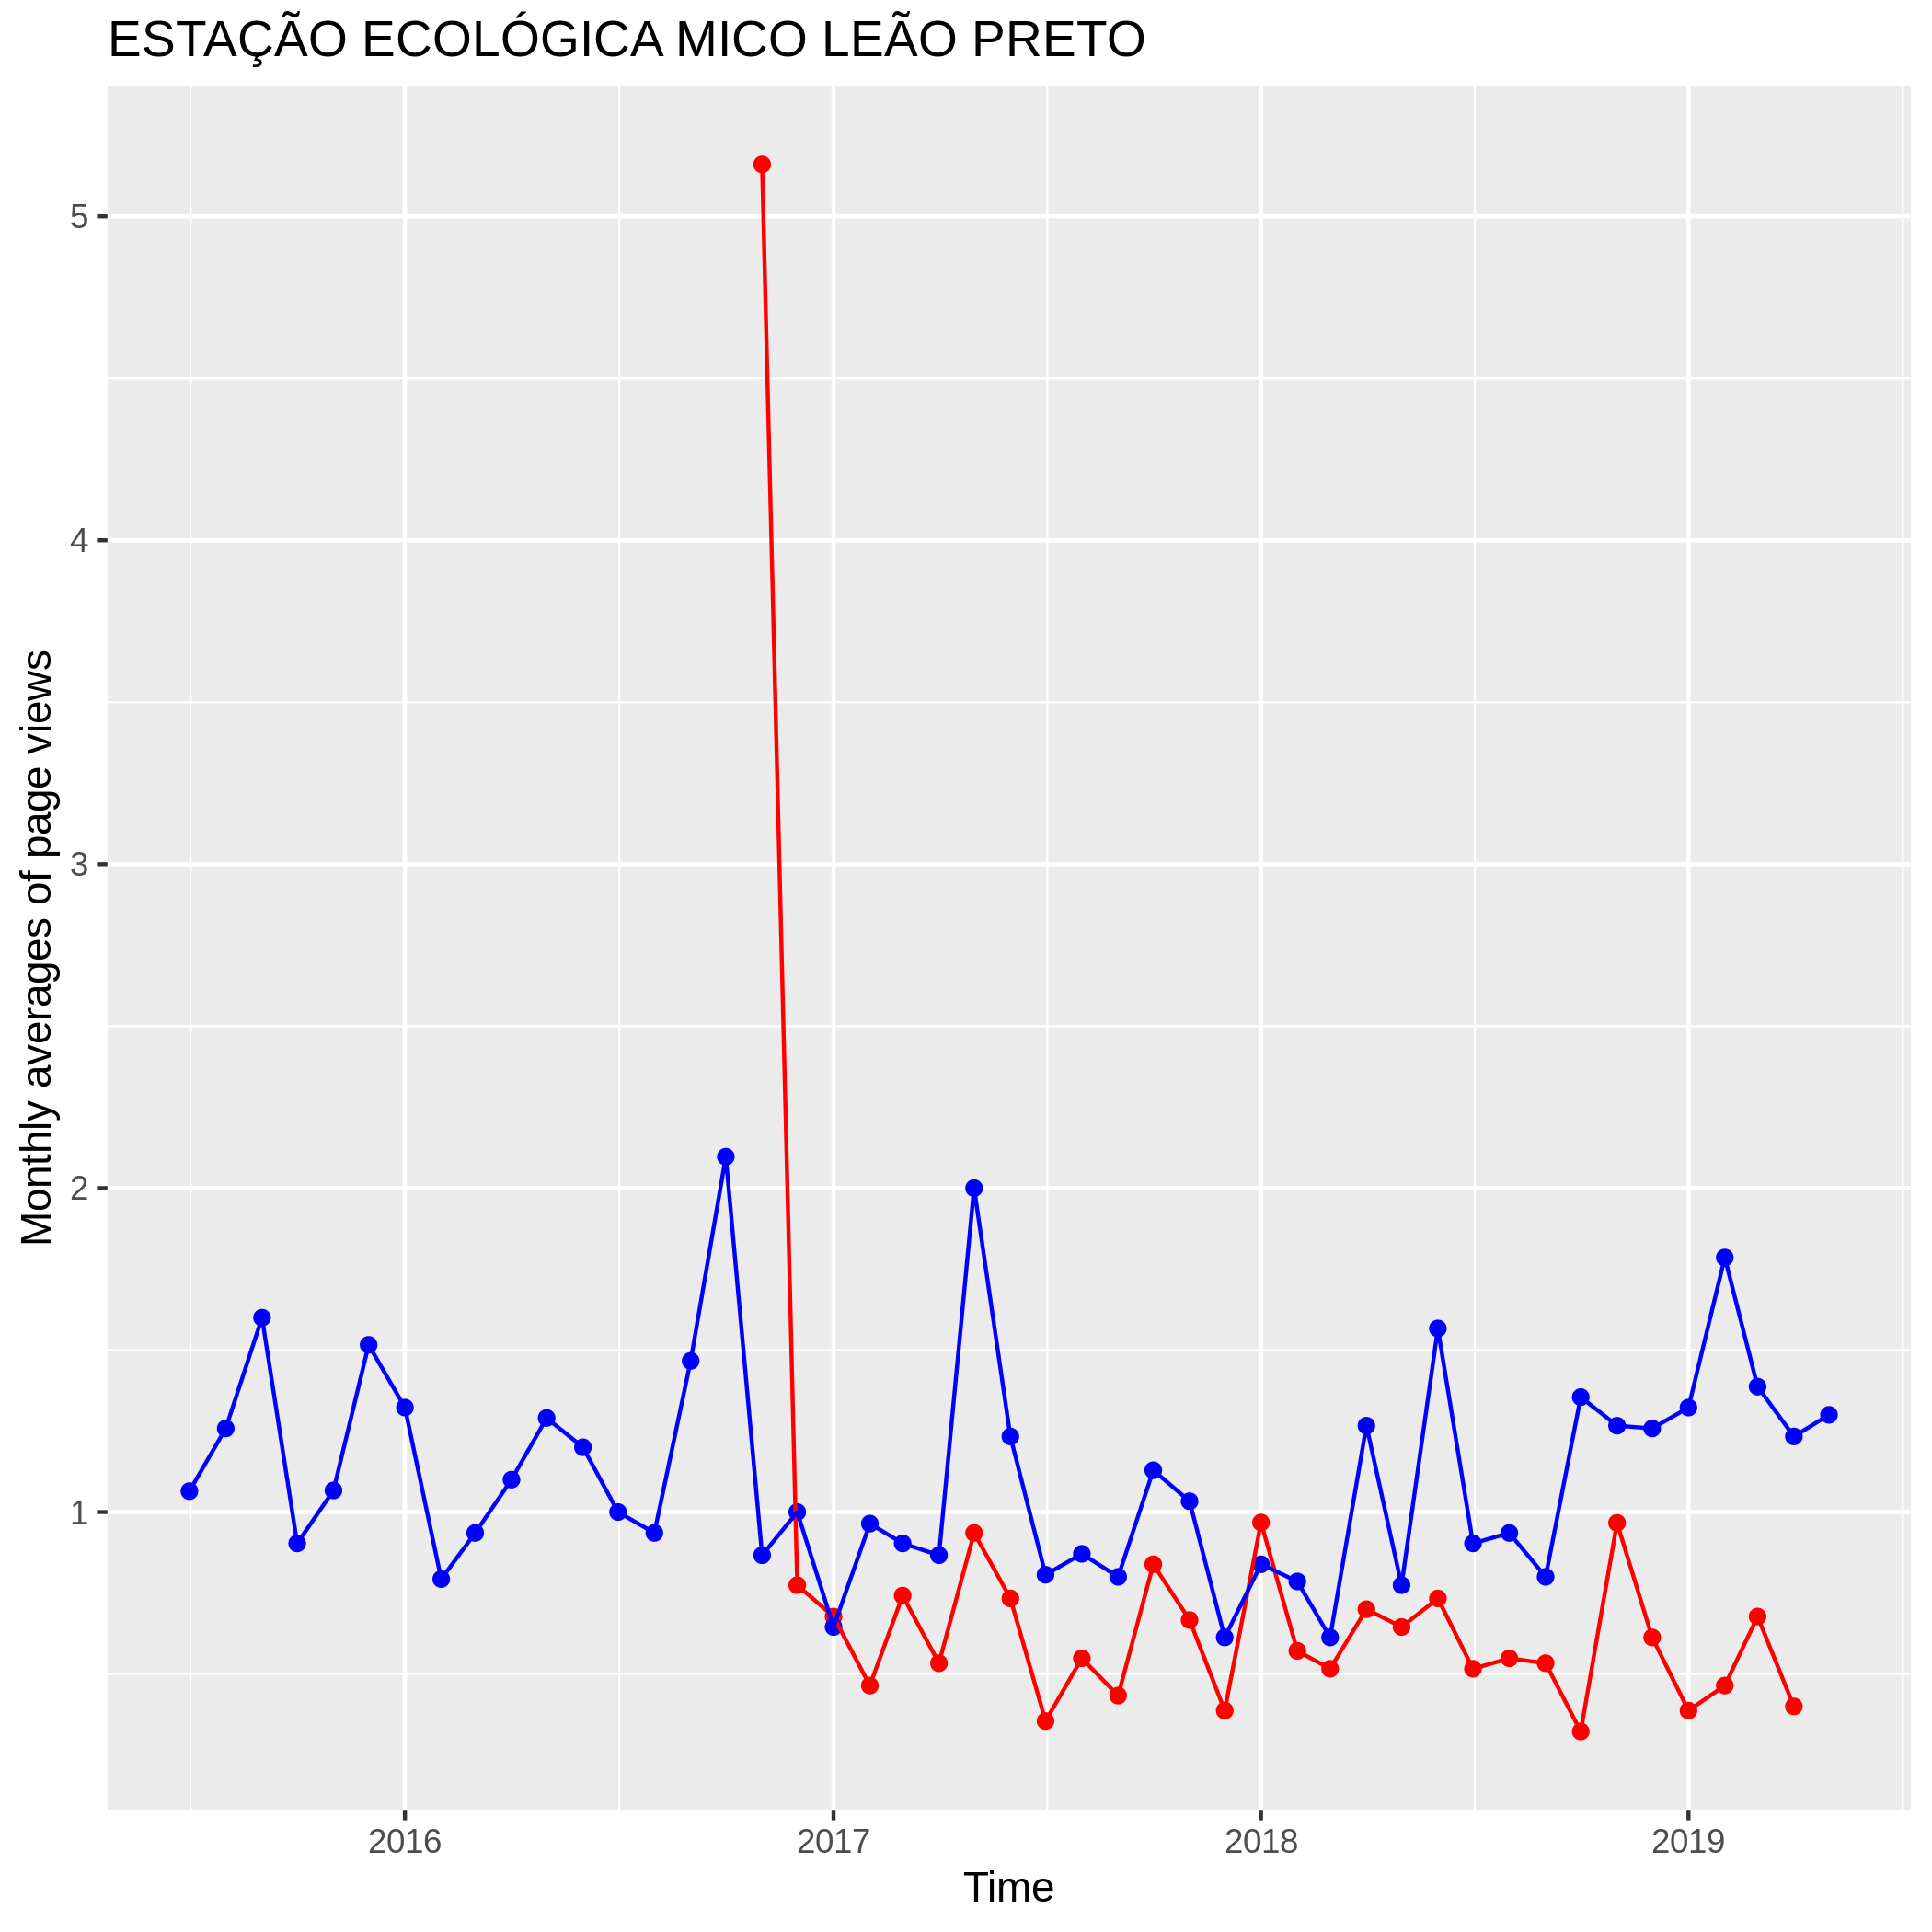 ESTAÇÃO ECOLÓGICA MICO LEÃO PRETO
Monthly averages of page views
5
4
3
2
1
2016 2017 2018 2019
Time